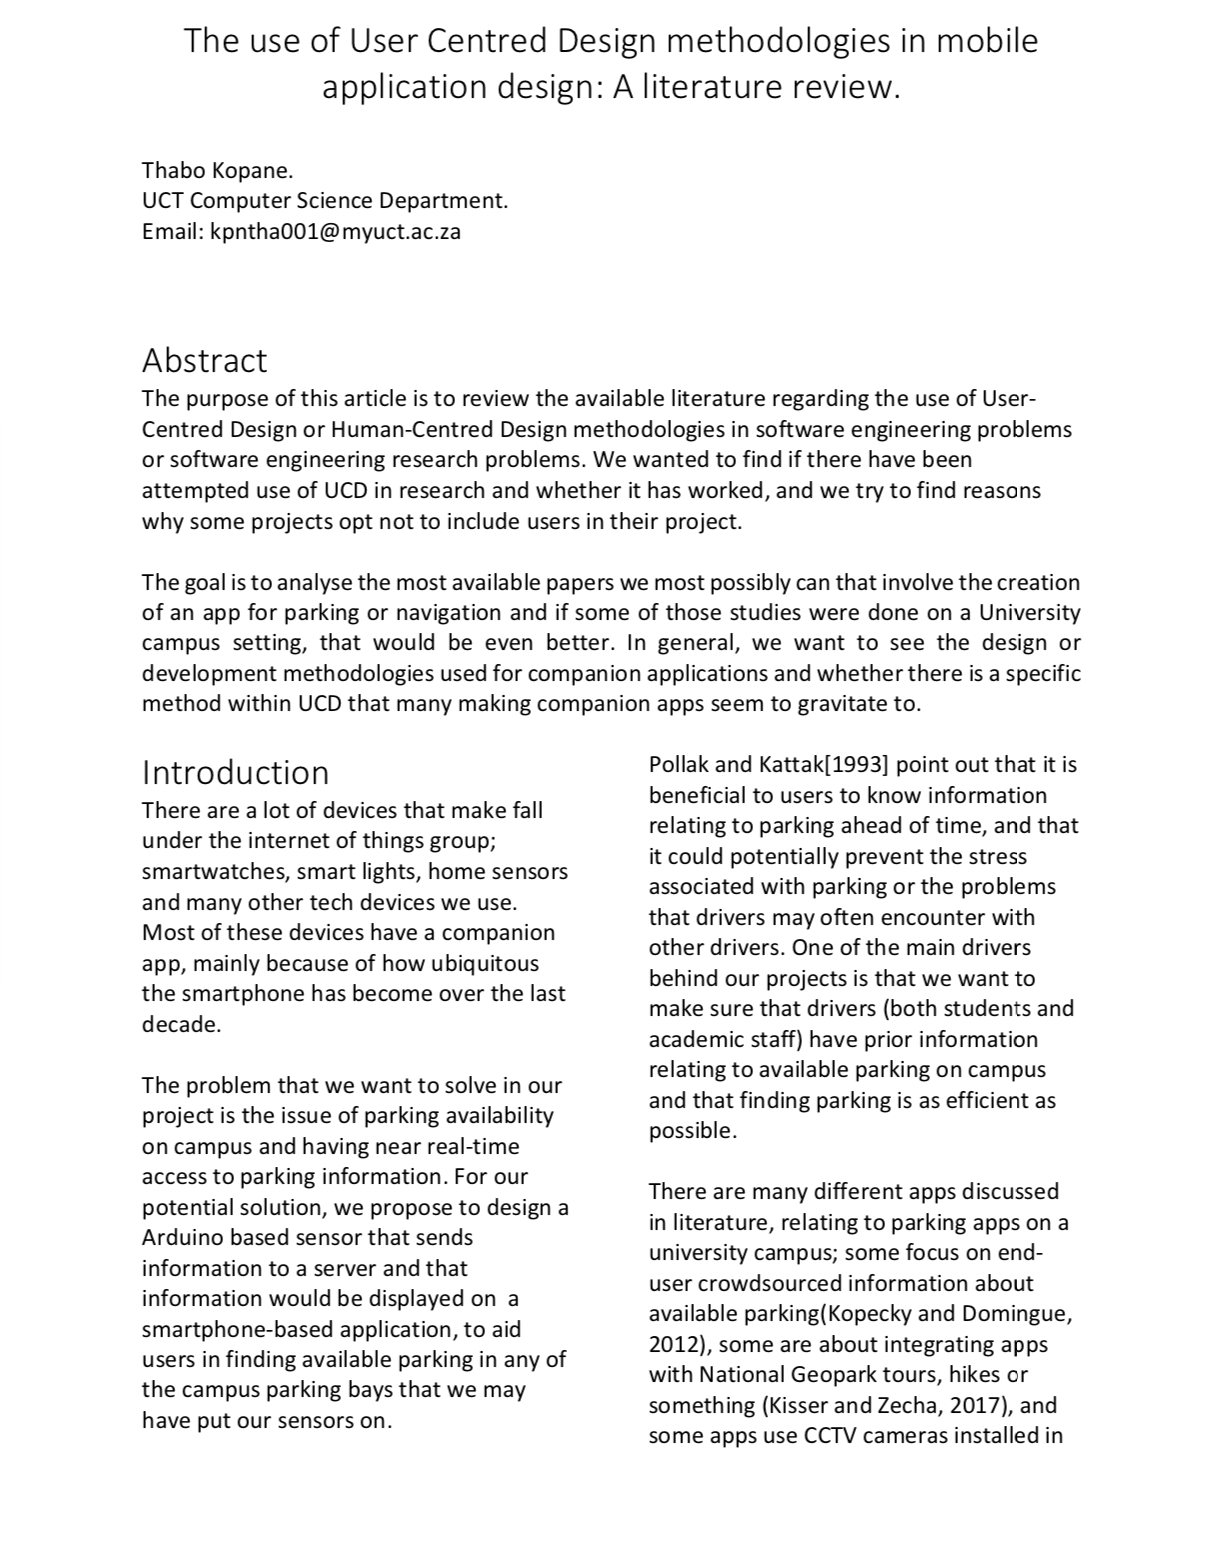 The use of User Centred Design methodologies in mobile
application design: A literature review.
Thabo Kopane.
UCT Computer Science Department.
Email: kpntha001@myuct.ac.za
Abstract
The purpose of this article is to review the available literature regarding the use of User-
Centred Design or Human-Centred Design methodologies in software engineering problems
or software engineering research problems. We wanted to find if there have been
attempted use of UCD in research and whether it has worked, and we try to find reasons
why some projects opt not to include users in their project.
The goal is to analyse the most available papers we most possibly can that involve the creation
of an app for parking or navigation and if some of those studies were done on a University
campus setting, that would be even better. In general, we want to see the design or
development methodologies used for companion applications and whether there is a specific
method within UCD that many making companion apps seem to gravitate to.
Introduction
There are a lot of devices that make fall
under the internet of things group;
smartwatches, smart lights, home sensors
and many other tech devices we use.
Most of these devices have a companion
app, mainly because of how ubiquitous
the smartphone has become over the last
decade.
The problem that we want to solve in our
project is the issue of parking availability
on campus and having near real-time
access to parking information. For our
potential solution, we propose to design a
Arduino based sensor that sends
information to a server and that
information would be displayed on a
smartphone-based application, to aid
users in finding available parking in any of
the campus parking bays that we may
have put our sensors on.
Pollak and Kattak[1993] point out that it is
beneficial to users to know information
relating to parking ahead of time, and that
it could potentially prevent the stress
associated with parking or the problems
that drivers may often encounter with
other drivers. One of the main drivers
behind our projects is that we want to
make sure that drivers (both students and
academic staff) have prior information
relating to available parking on campus
and that finding parking is as efficient as
possible.
There are many different apps discussed
in literature, relating to parking apps on a
university campus; some focus on end-
user crowdsourced information about
available parking(Kopecky and Domingue,
2012), some are about integrating apps
with National Geopark tours, hikes or
something (Kisser and Zecha, 2017), and
some apps use CCTV cameras installed in